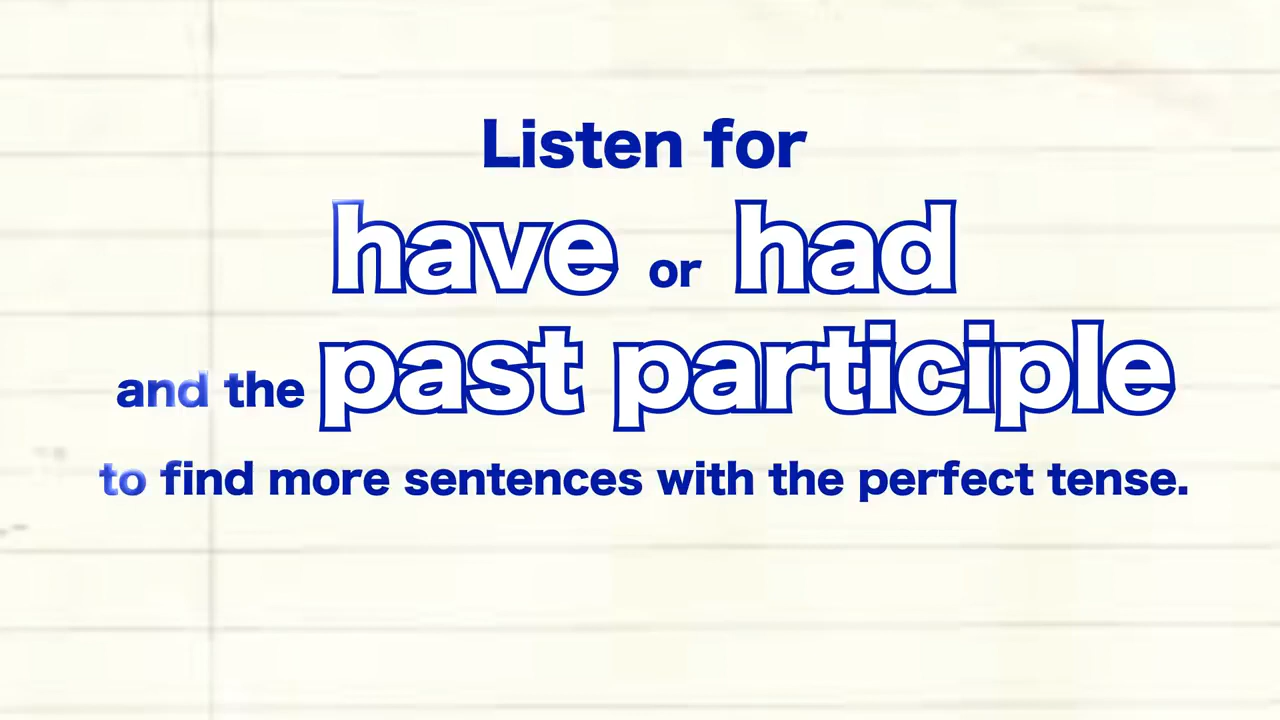 Listen for
have or had
and the past participle
to find more sentences with the perfect tense.